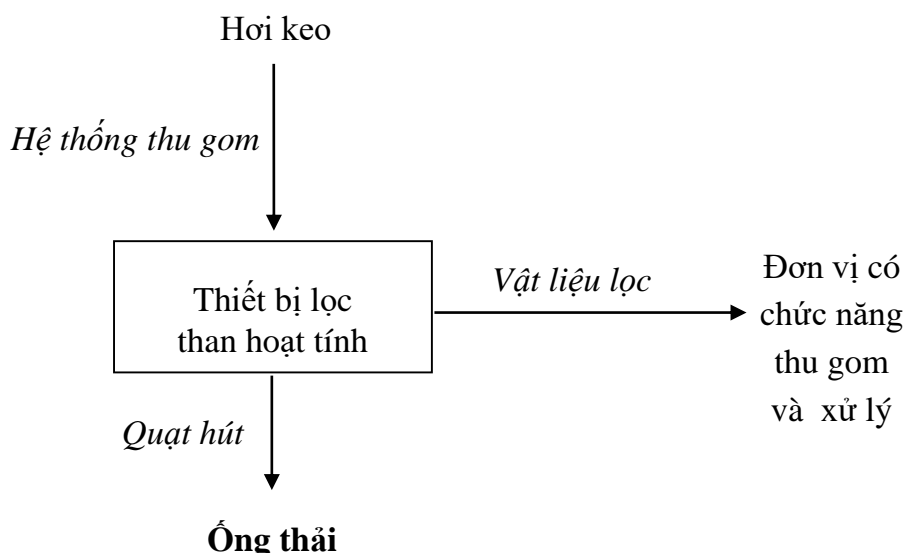 Hơi keo
Hệ thống thu gom
Thiết bị lọc
than hoạt tính
Vật liệu lọc
Đơn vị có
chức năng
thu gom
và xử lý
Quạt hút
Ống thải